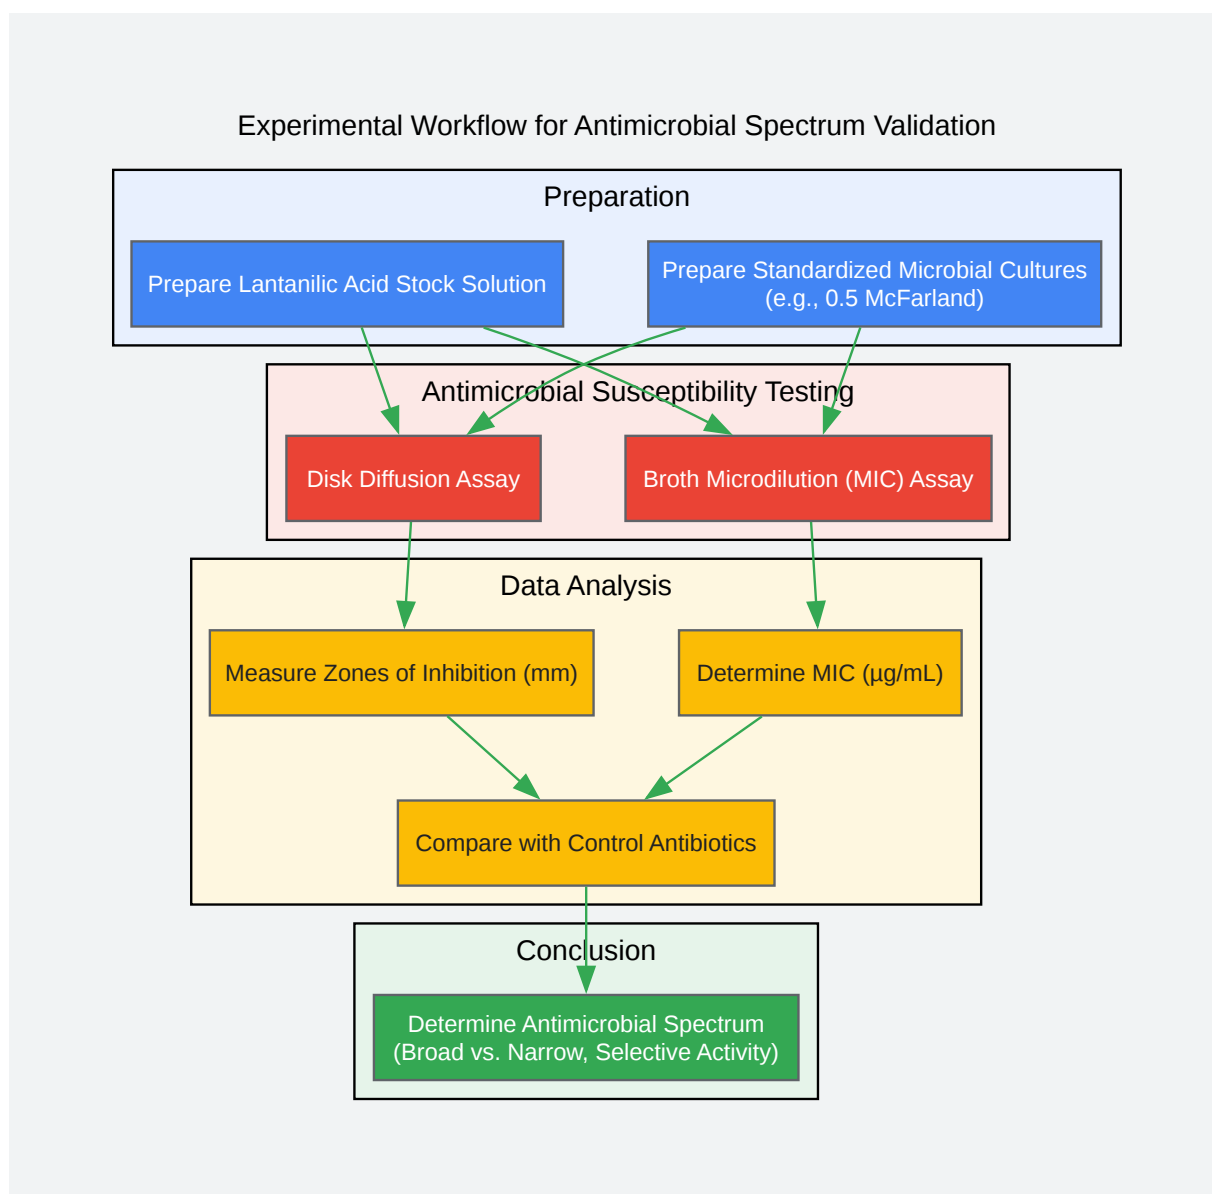 Experimental Workflow for Antimicrobial Spectrum Validation
Preparation
Prepare Lantanilic Acid Stock Solution
Prepare Standardized Microbial Cultures
(e.g., 0.5 McFarland)
Antimicrobial Susceptibility Testing
Disk Diffusion Assay
Broth Microdilution (MIC) Assay
Data Analysis
Measure Zones of Inhibition (mm)
Determine MIC (µg/mL)
Compare with Control Antibiotics
Conclusion
Determine Antimicrobial Spectrum
(Broad vs. Narrow, Selective Activity)